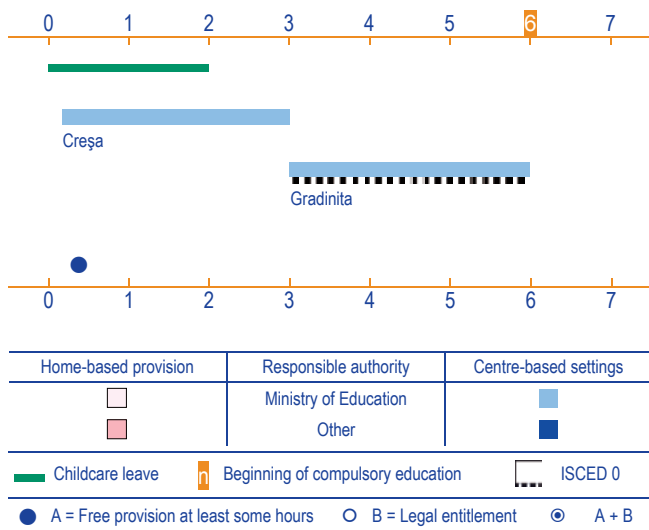 0 1 2 3 4 5 6 7
Creşa
Gradinita
0 1 2 3 4 5 6 7
Home-based provision Responsible authority Centre-based settings
Ministry of Education
Other
Childcare leave n Beginning of compulsory education ISCED 0
A = Free provision at least some hours B = Legal entitlement A + B